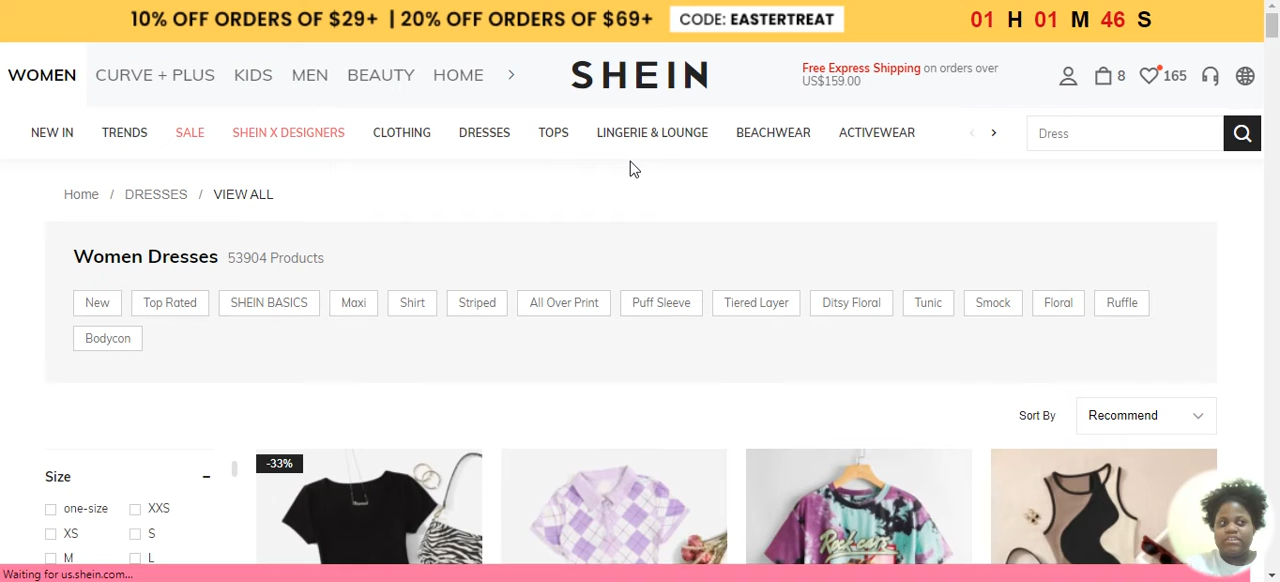 10% OFF ORDERS OF $29+ | 20% OFF ORDERS OF $69+ CODE: EASTERTREAT 01 H 01 M 46 S
WOMEN CURVE + PLUS KIDS MEN BEAUTY HOME SHEIN Free Express Shipping on orders over
US$159.00
8 165
NEW IN TRENDS SALE SHEIN X DESIGNERS CLOTHING DRESSES TOPS LINGERIE & LOUNGE BEACHWEAR ACTIVEWEAR Dress
Home / DRESSES / VIEW ALL
Women Dresses 53904 Products
New Top Rated SHEIN BASICS Maxi Shirt Striped All Over Print Puff Sleeve Tiered Layer Ditsy Floral Tunic Smock Floral Ruffle
Bodycon
Sort By Recommend
-33%
Size
one-size XXS
XS S
M L
Waiting for us.shein.com...